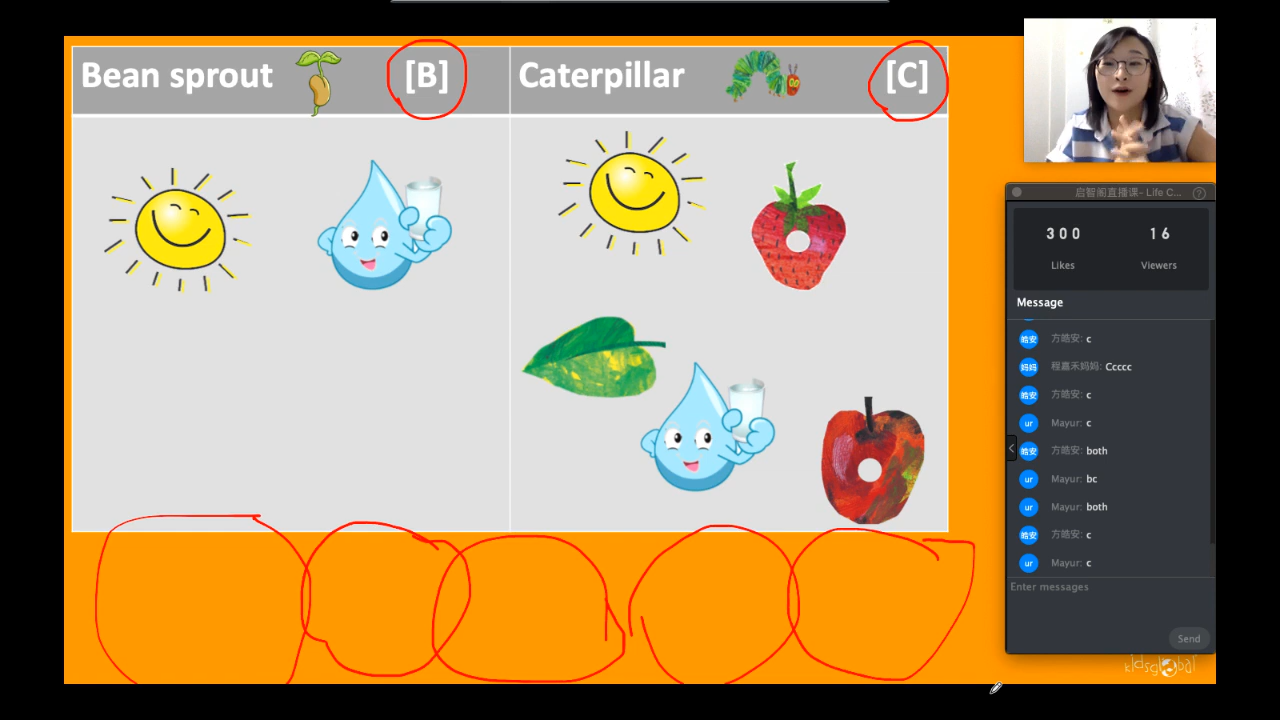 Bean sprout [B] Caterpillar [C]
启智阁直播课- Life C...
?
300 16
Likes Viewers
Message
皓安 方皓安: c
妈妈 程嘉禾妈妈: Ccccc
皓安 方皓安: c
ur Mayur: c
皓安 方皓安: both
ur Mayur: bc
ur Mayur: both
皓安 方皓安: c
ur Mayur: c
Enter messages
Send
kidsglobal